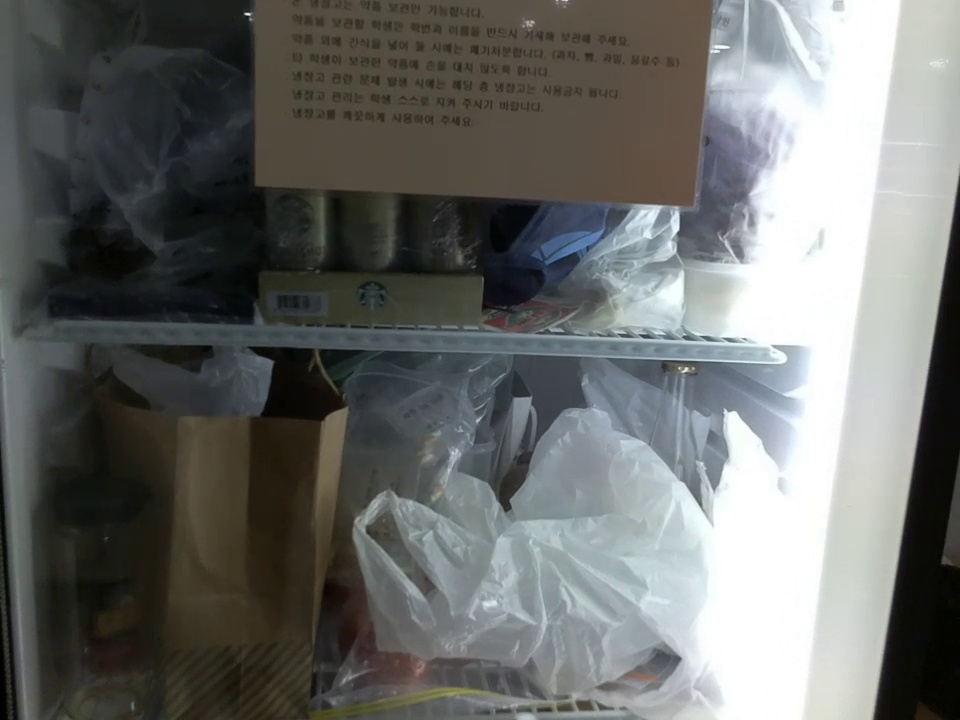 본 냉장고는 약품 보관만 가능합니다.
약품을 보관할 학생은 학번과 이름을 반드시 기재해 보관해 주세요.
약품 외에 간식을 넣어 둘 시에는 폐기처분합니다. (과자, 빵, 과일, 음료수 등)
타 학생이 보관한 약품에 손을 대지 않도록 합니다.
냉장고 관련 문제 발생 시에는 해당 층 냉장고는 사용금지 됩니다.
냉장고 관리는 학생 스스로 지켜 주시기 바랍니다.
냉장고를 깨끗하게 사용하여 주세요.